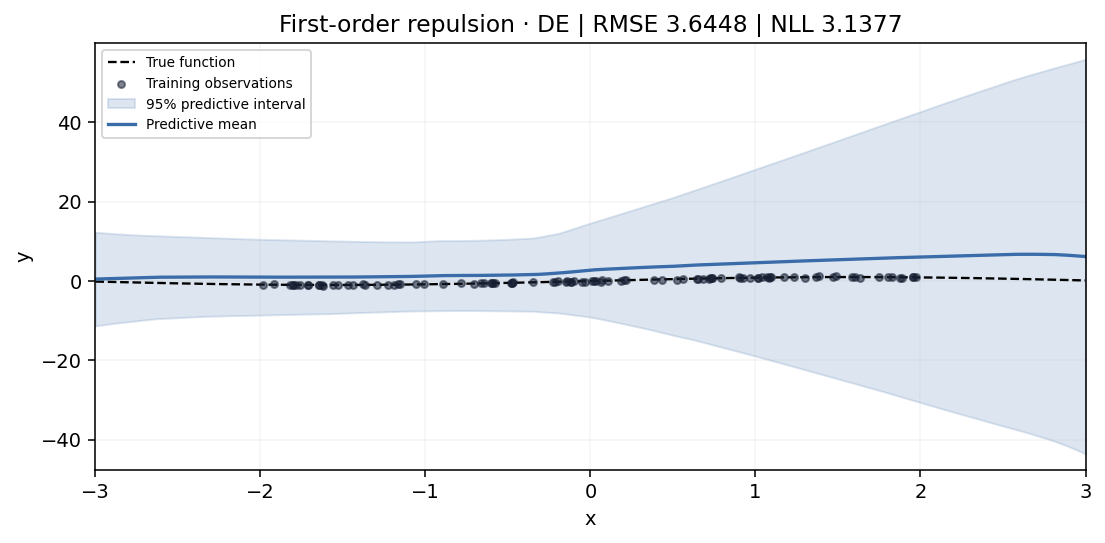 First-order repulsion · DE | RMSE 3.6448 | NLL 3.1377
True function
Training observations
95% predictive interval
Predictive mean
y
40
20
0
−20
−40
−3 −2 −1 0 1 2 3
x